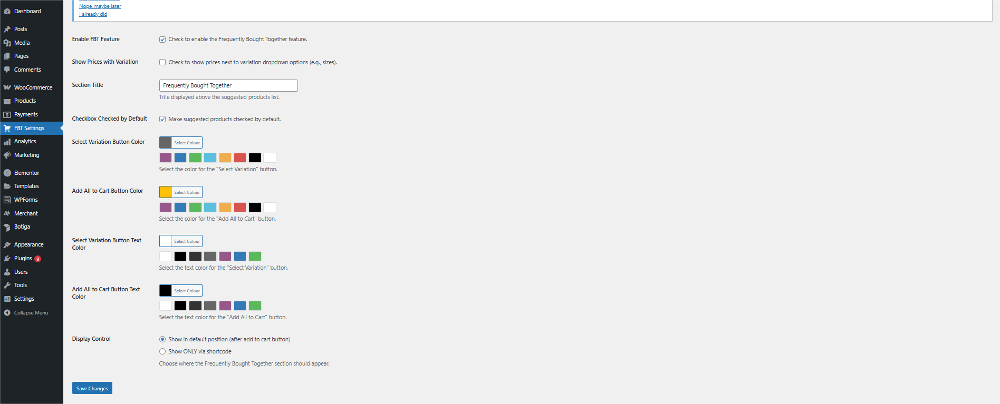 Nope, maybe later
I already did
Dashboard
Posts
Media
Pages
Comments
WooCommerce
Products
Payments
FBT Settings
Analytics
Marketing
Elementor
Templates
WPForms
Merchant
Botiga
Appearance
Plugins 9
Users
Tools
Settings
Collapse Menu
Enable FBT Feature
Check to enable the Frequently Bought Together feature.
Show Prices with Variation
Check to show prices next to variation dropdown options (e.g., sizes).
Section Title
Frequently Bought Together
Title displayed above the suggested products list.
Checkbox Checked by Default
Make suggested products checked by default.
Select Variation Button Color
Select Colour
Select the color for the "Select Variation" button.
Add All to Cart Button Color
Select Colour
Select the color for the "Add All to Cart" button.
Select Variation Button Text
Color
Select Colour
Select the text color for the "Select Variation" button.
Add All to Cart Button Text
Color
Select Colour
Select the text color for the "Add All to Cart" button.
Display Control
Show in default position (after add to cart button)
Show ONLY via shortcode
Choose where the Frequently Bought Together section should appear.
Save Changes